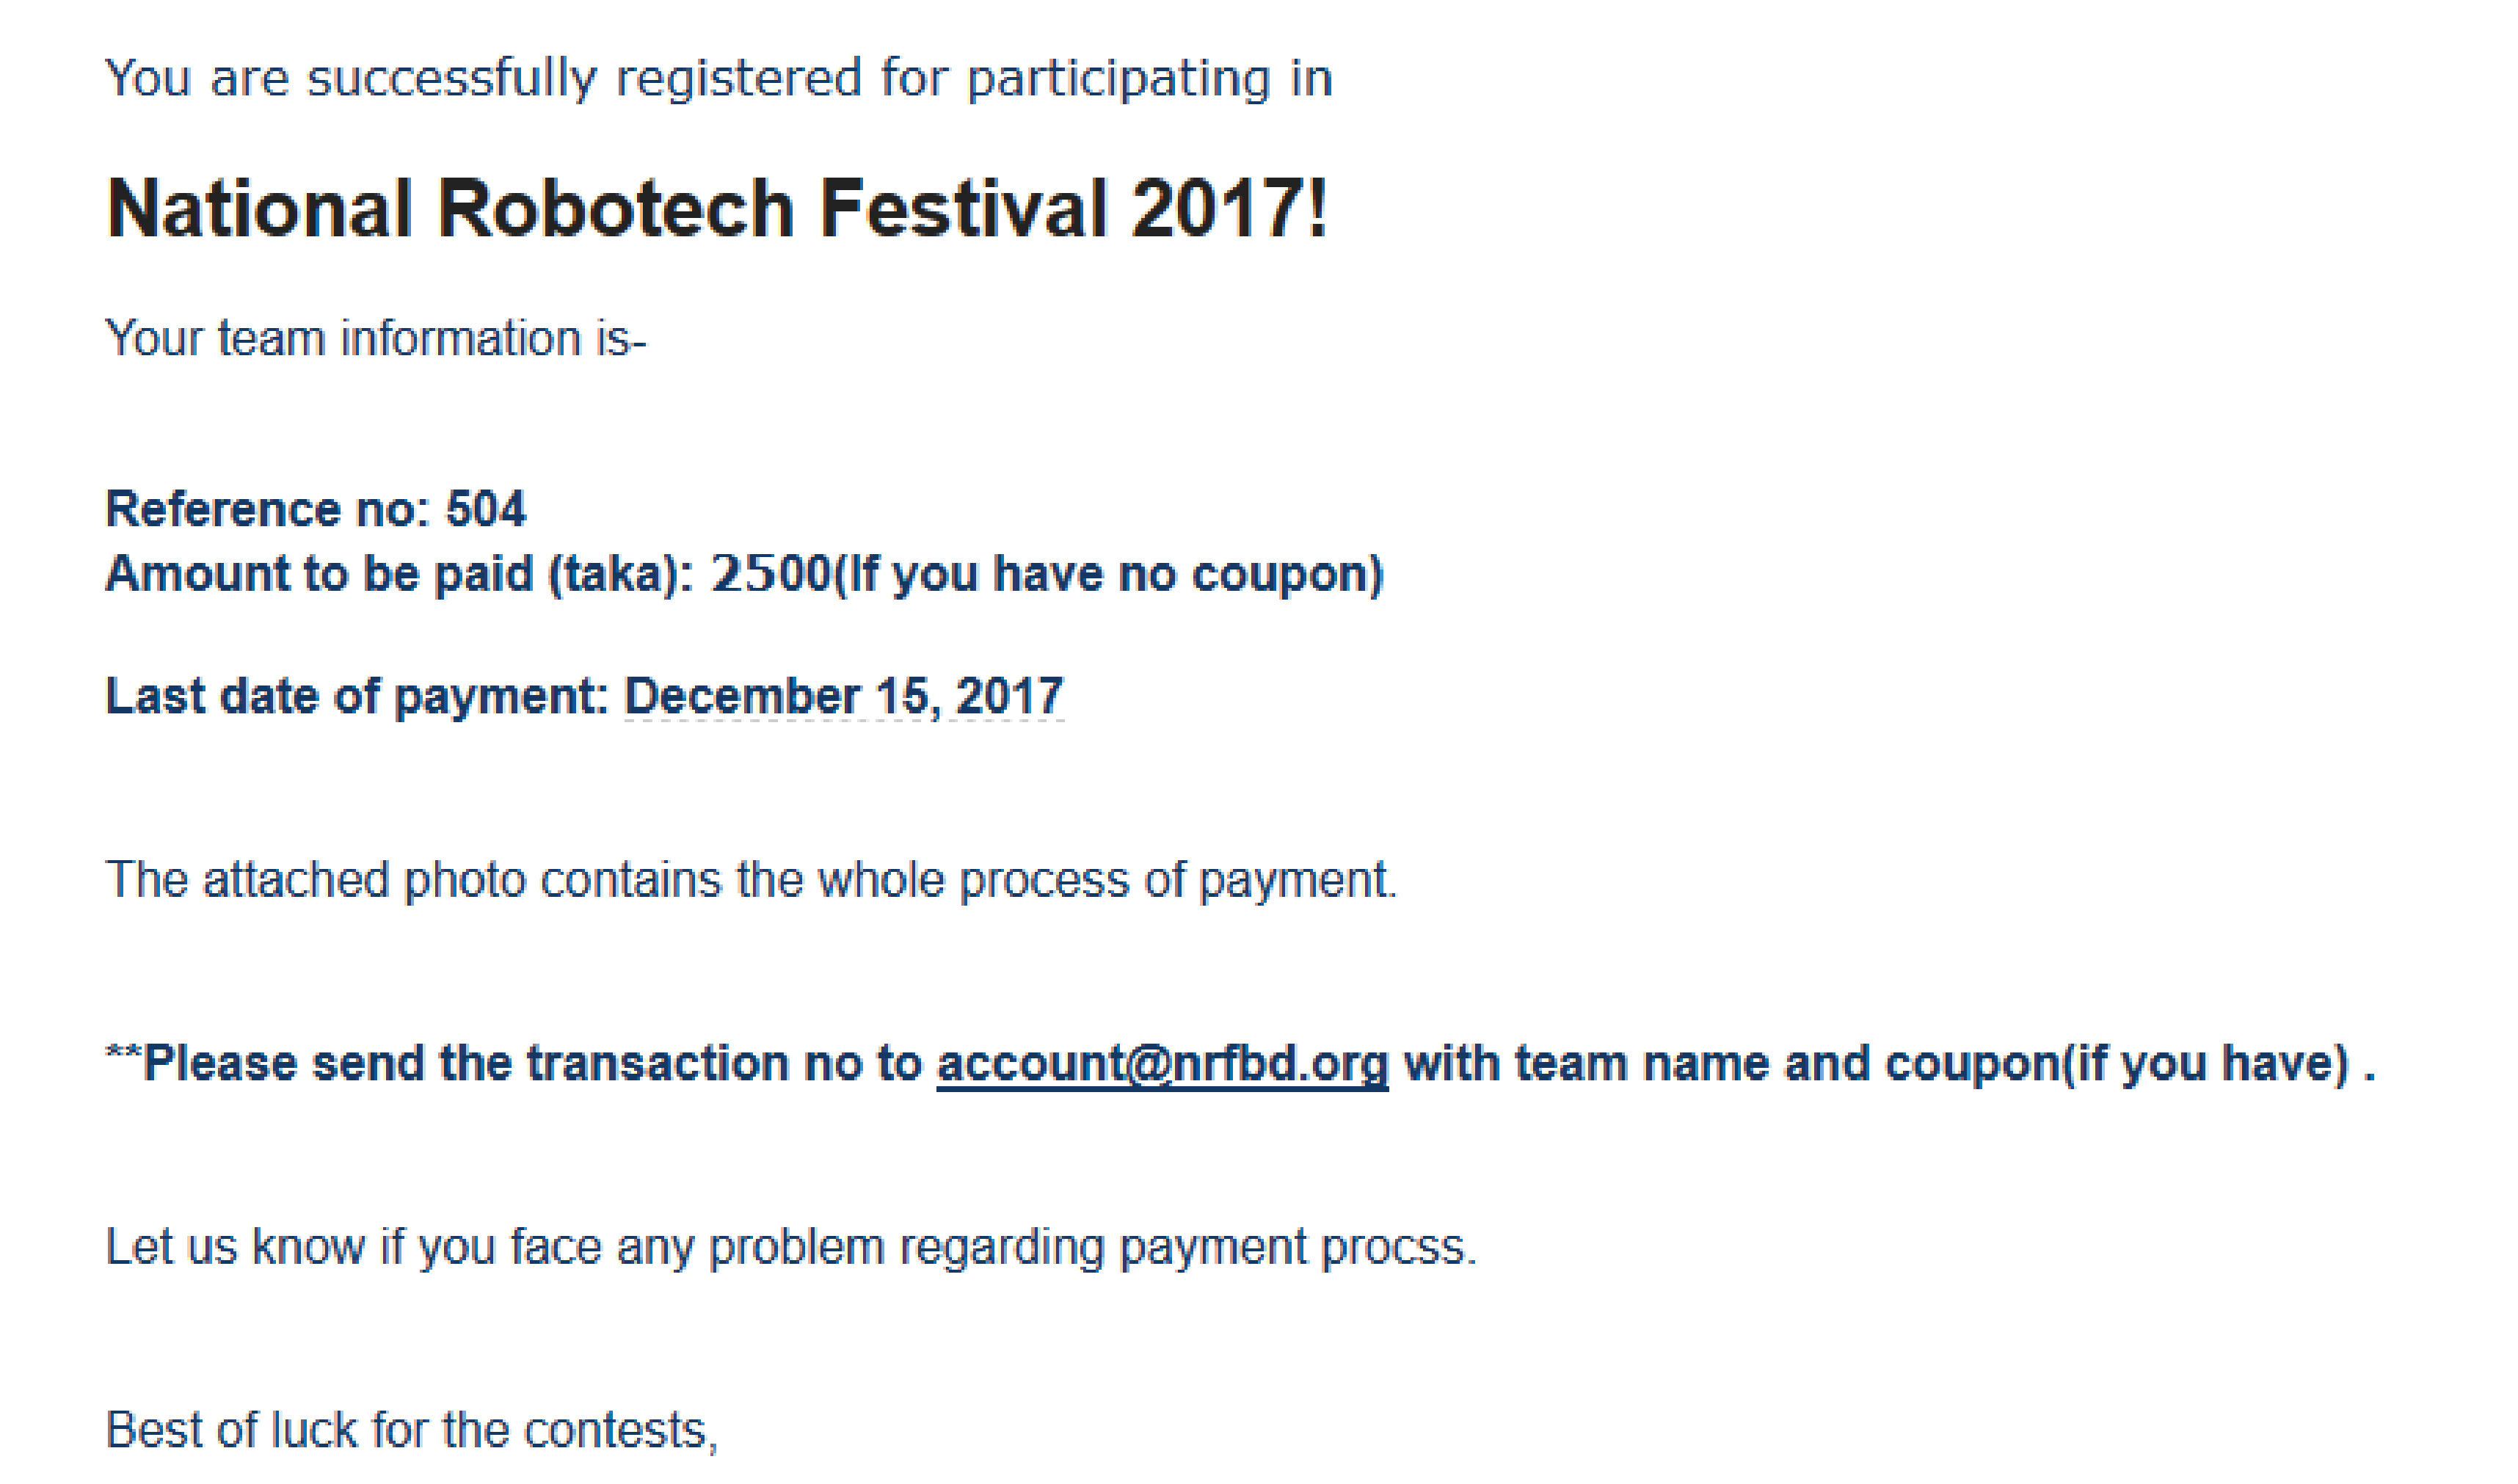 You are successfully registered for participating in
National Robotech Festival 2017!
Your team information is-
Reference no: 504
Amount to be paid (taka): 2500(If you have no coupon)
Last date of payment: December 15, 2017
The attached photo contains the whole process of payment.
**Please send the transaction no to account@nrfbd.org with team name and coupon(if you have) .
Let us know if you face any problem regarding payment procss.
Best of luck for the contests,